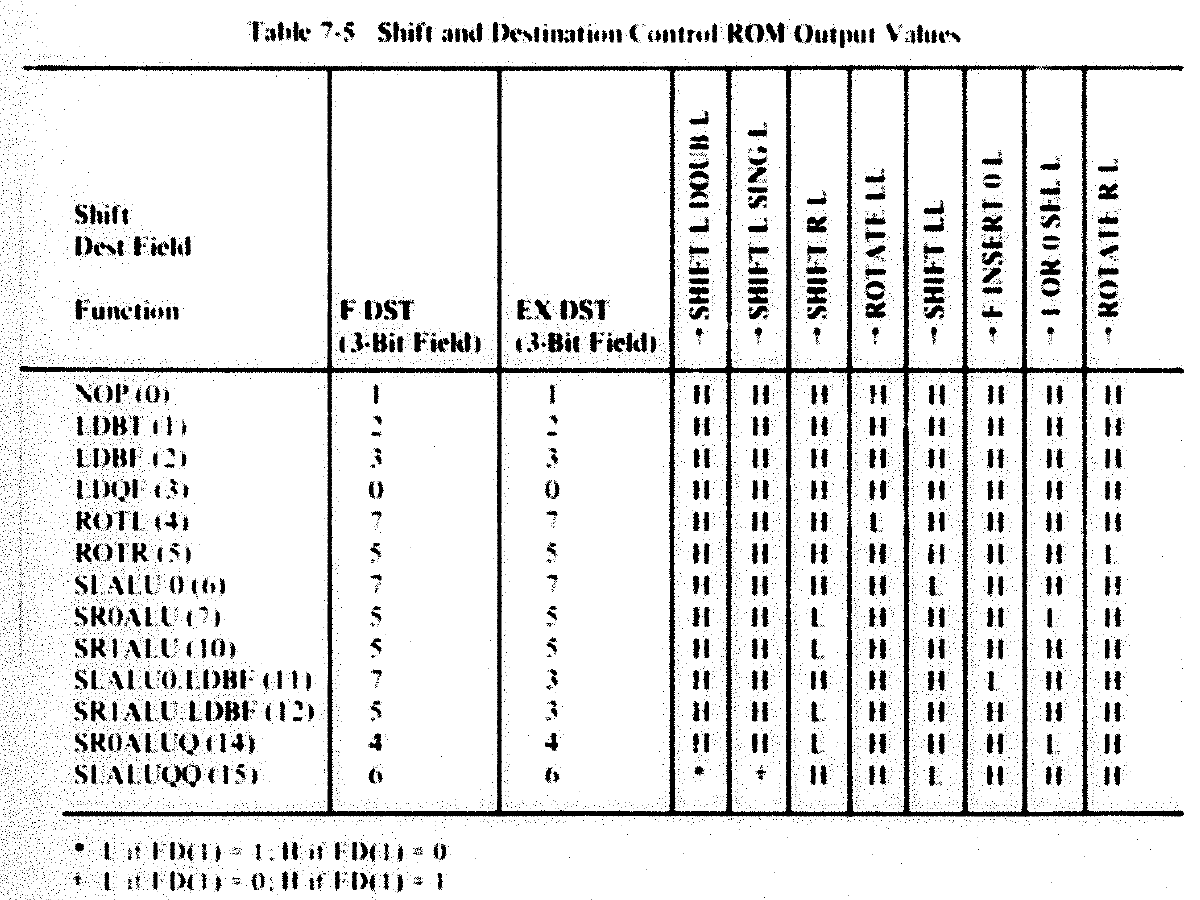 Table 7-5 Shift and Destination Control ROM Output Values
Shift
Dest Field
Function
F DST
(3-Bit Field)
EX DST
(3-Bit Field)
→ SHIFT L DOUB L
→ SHIFT L SING L
→ SHIFT R L
→ ROTATE LL
→ SHIFT LL
→ F INSERT 0 L
→ 1 OR 0 SEL L
→ ROTATE R L
NOP (0) 1 1 H H H H H H H H
LDBT (1) 2 2 H H H H H H H H
LDBF (2) 3 3 H H H H H H H H
LDQF (3) 0 0 H H H H H H H H
ROTL (4) 7 7 H H H L H H H H
ROTR (5) 5 5 H H H H H H H L
SLALU 0 (6) 7 7 H H H H L H H H
SR0ALU (7) 5 5 H H L H H H L H
SR1ALU (10) 5 5 H H L H H H H H
SLALU0.LDBF (11) 7 3 H H H H H L H H
SR1ALU LDBF (12) 5 3 H H L H H H H H
SR0ALUQ (14) 4 4 H H L H H H L H
SLALUQQ (15) 6 6 * † H H L H H H
* L if FD(1) = 1; H if FD(1) = 0
† L if FD(1) = 0; H if FD(1) = 1